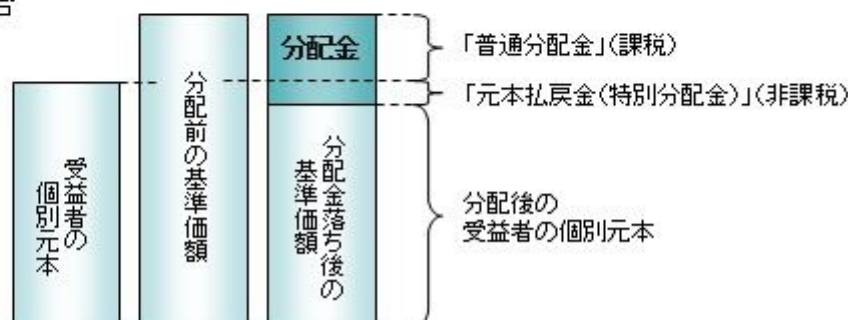 受益者の
個別元本
分配前の基準価額
分配金
分配金落ち後の
基準価額
「普通分配金」(課税)
「元本払戻金(特別分配金)」(非課税)
分配後の
受益者の個別元本